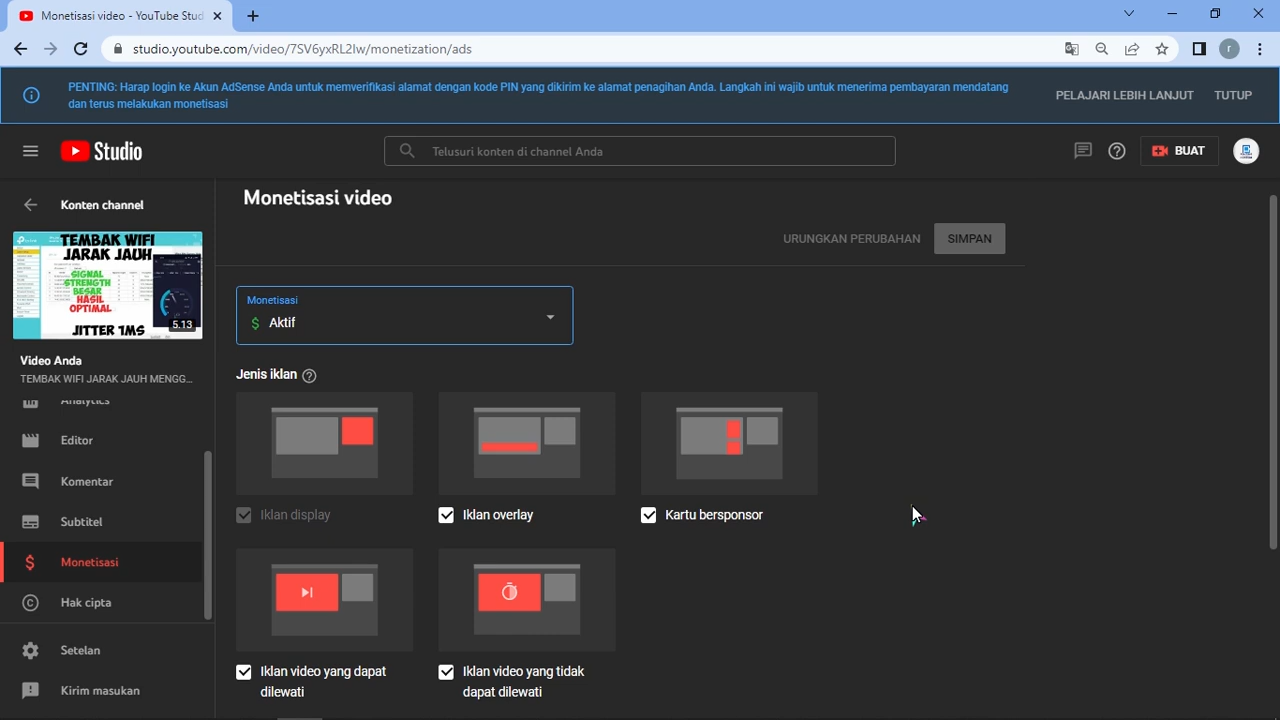 Monetisasi video - YouTube Stud
studio.youtube.com/video/7SV6yxRL2Iw/monetization/ads
r
PENTING: Harap login ke Akun AdSense Anda untuk memverifikasi alamat dengan kode PIN yang dikirim ke alamat penagihan Anda. Langkah ini wajib untuk menerima pembayaran mendatang
dan terus melakukan monetisasi
PELAJARI LEBIH LANJUT
TUTUP
Studio
Telusuri konten di channel Anda
BUAT
Konten channel
TEMBAK WIFI
JARAK JAUH
SIGNAL
STRENGTH
BESAR
HASIL
OPTIMAL
JITTER 1MS
5.13
Video Anda
TEMBAK WIFI JARAK JAUH MENGG...
Analytics
Editor
Komentar
Subtitel
Monetisasi
Hak cipta
Setelan
Kirim masukan
Monetisasi video
URUNGKAN PERUBAHAN
SIMPAN
Monetisasi
$ Aktif
Jenis iklan
Iklan display
Iklan overlay
Kartu bersponsor
Iklan video yang dapat
dilewati
Iklan video yang tidak
dapat dilewati